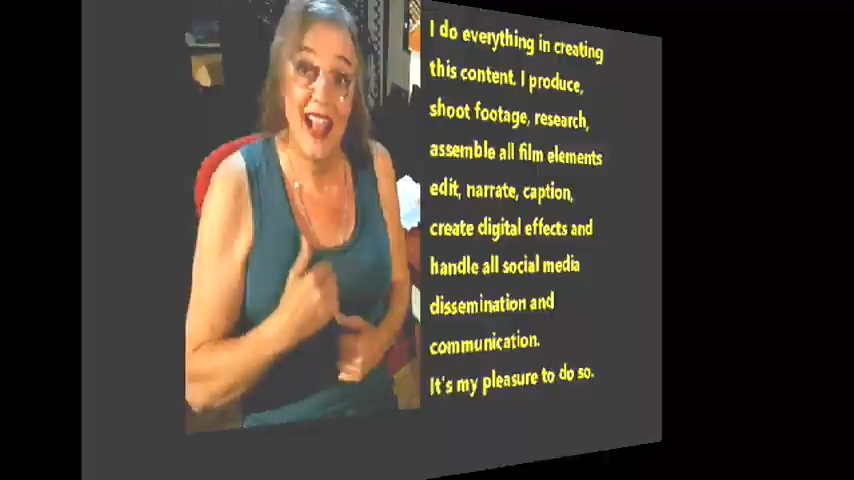 I do everything in creating
this content. I produce,
shoot footage, research,
assemble all film elements
edit, narrate, caption,
create digital effects and
handle all social media
dissemination and
communication.
It's my pleasure to do so.